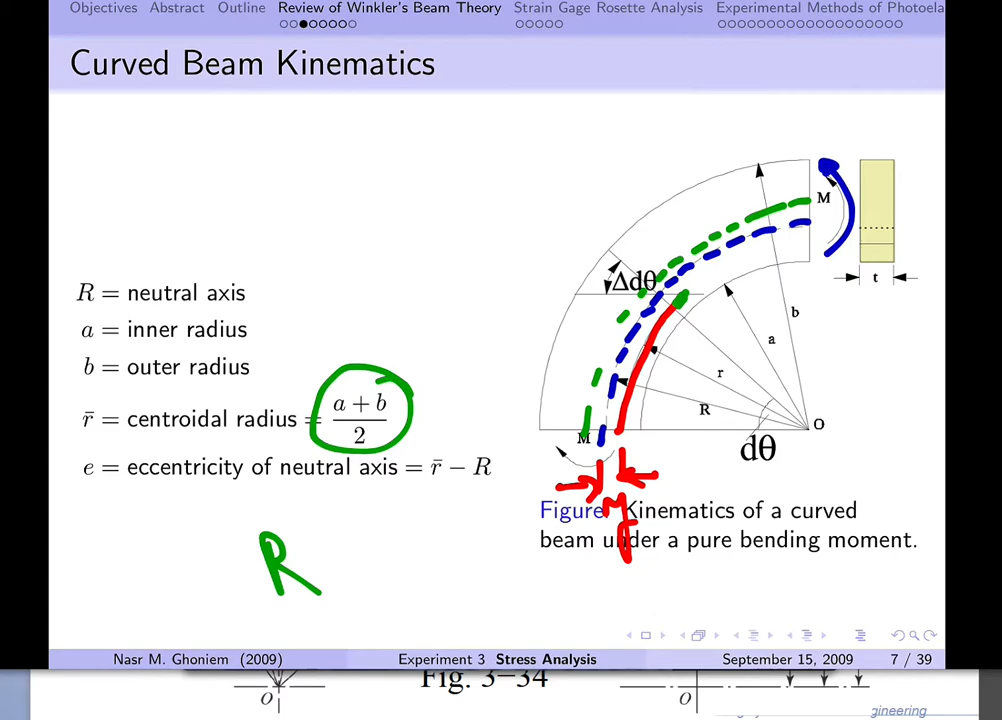 Objectives Abstract Outline Review of Winkler's Beam Theory Strain Gage Rosette Analysis Experimental Methods of Photoela
Curved Beam Kinematics
R = neutral axis
a = inner radius
b = outer radius
r̄ = centroidal radius = a + b / 2
e = eccentricity of neutral axis = r̄ − R
R
M
t
Δdθ
b
a
r
R
O
dθ
M
y
Figure: Kinematics of a curved
beam under a pure bending moment.
Nasr M. Ghoniem (2009) Experiment 3 Stress Analysis September 15, 2009 7 / 39
O Fig. 3–34 O
gineering